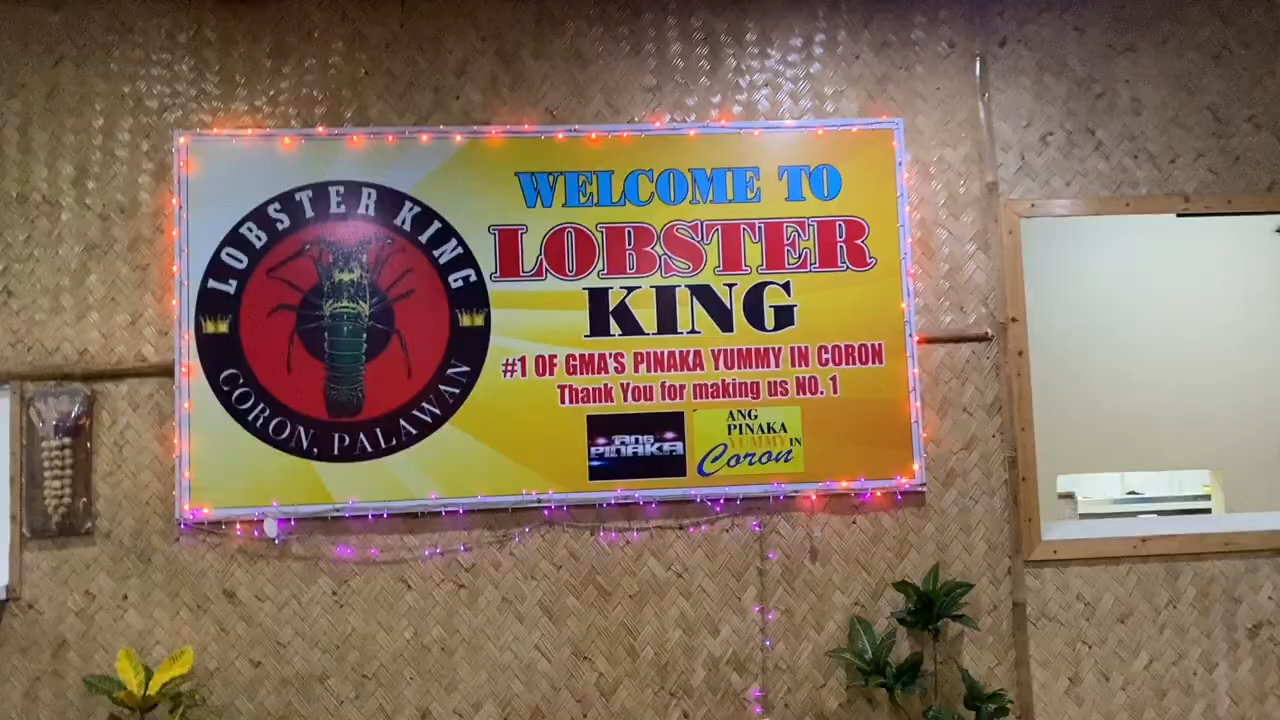 LOBSTER KING
CORON, PALAWAN
WELCOME TO
LOBSTER
KING
#1 OF GMA'S PINAKA YUMMY IN CORON
Thank You for making us NO. 1
ANG
PINAKA
ANG
PINAKA
YUMMY IN
Coron